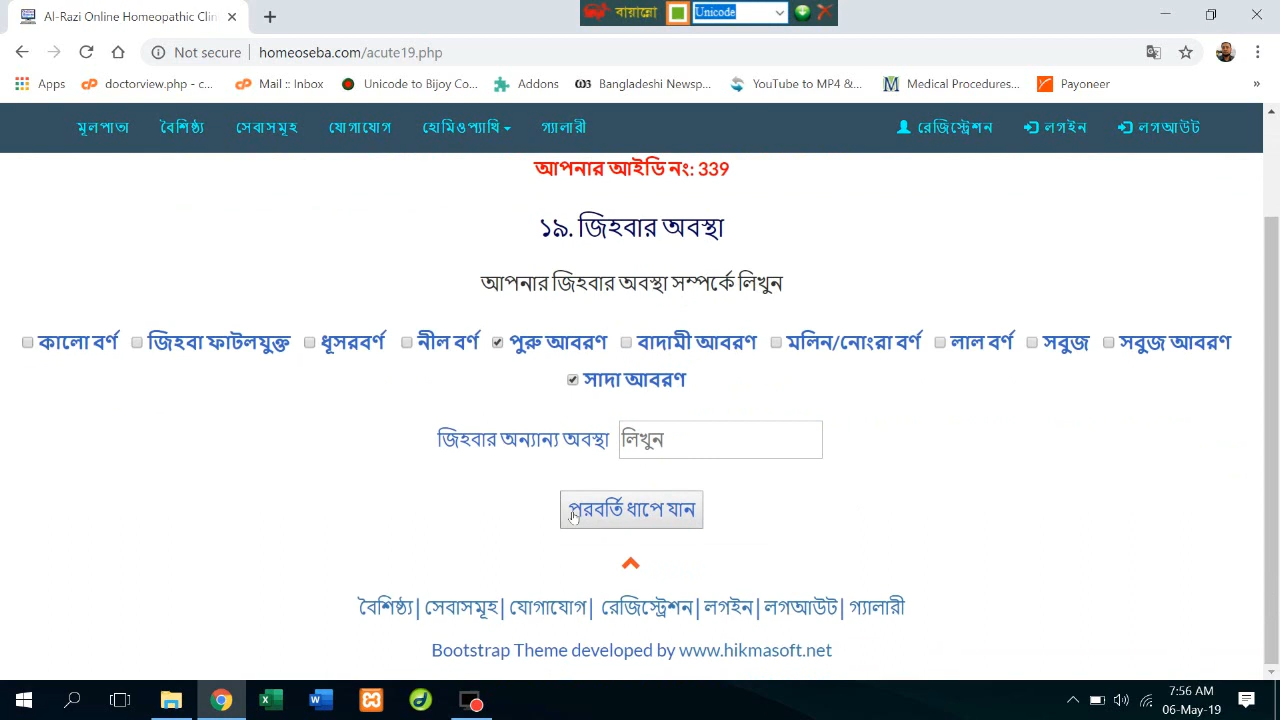 বায়ান্নো Unicode
Al-Razy Online Homeopathic Clin
Not secure homeoseba.com/acute19.php
Apps doctorview.php - c... Mail :: Inbox Unicode to Bijoy Co... Addons Bangladeshi Newsp... YouTube to MP4 &... Medical Procedures... Payoneer
মূলপাতা বৈশিষ্ঠ্য সেবাসমূহ যোগাযোগ হোমিওপ্যাথি গ্যালারী রেজিস্ট্রেশন লগইন লগআউট
আপনার আইডি নং: 339
১৯. জিহবার অবস্থা
আপনার জিহবার অবস্থা সম্পর্কে লিখুন
কালো বর্ণ জিহবা ফাটলযুক্ত ধূসরবর্ণ নীল বর্ণ পুরু আবরণ বাদামী আবরণ মলিন/নোংরা বর্ণ লাল বর্ণ সবুজ সবুজ আবরণ
সাদা আবরণ
জিহবার অন্যান্য অবস্থা লিখুন
পরবর্তি ধাপে যান
বৈশিষ্ঠ্য| সেবাসমূহ| যোগাযোগ| রেজিস্ট্রেশন| লগইন| লগআউট| গ্যালারী
Bootstrap Theme developed by www.hikmasoft.net
7:56 AM
06-May-19